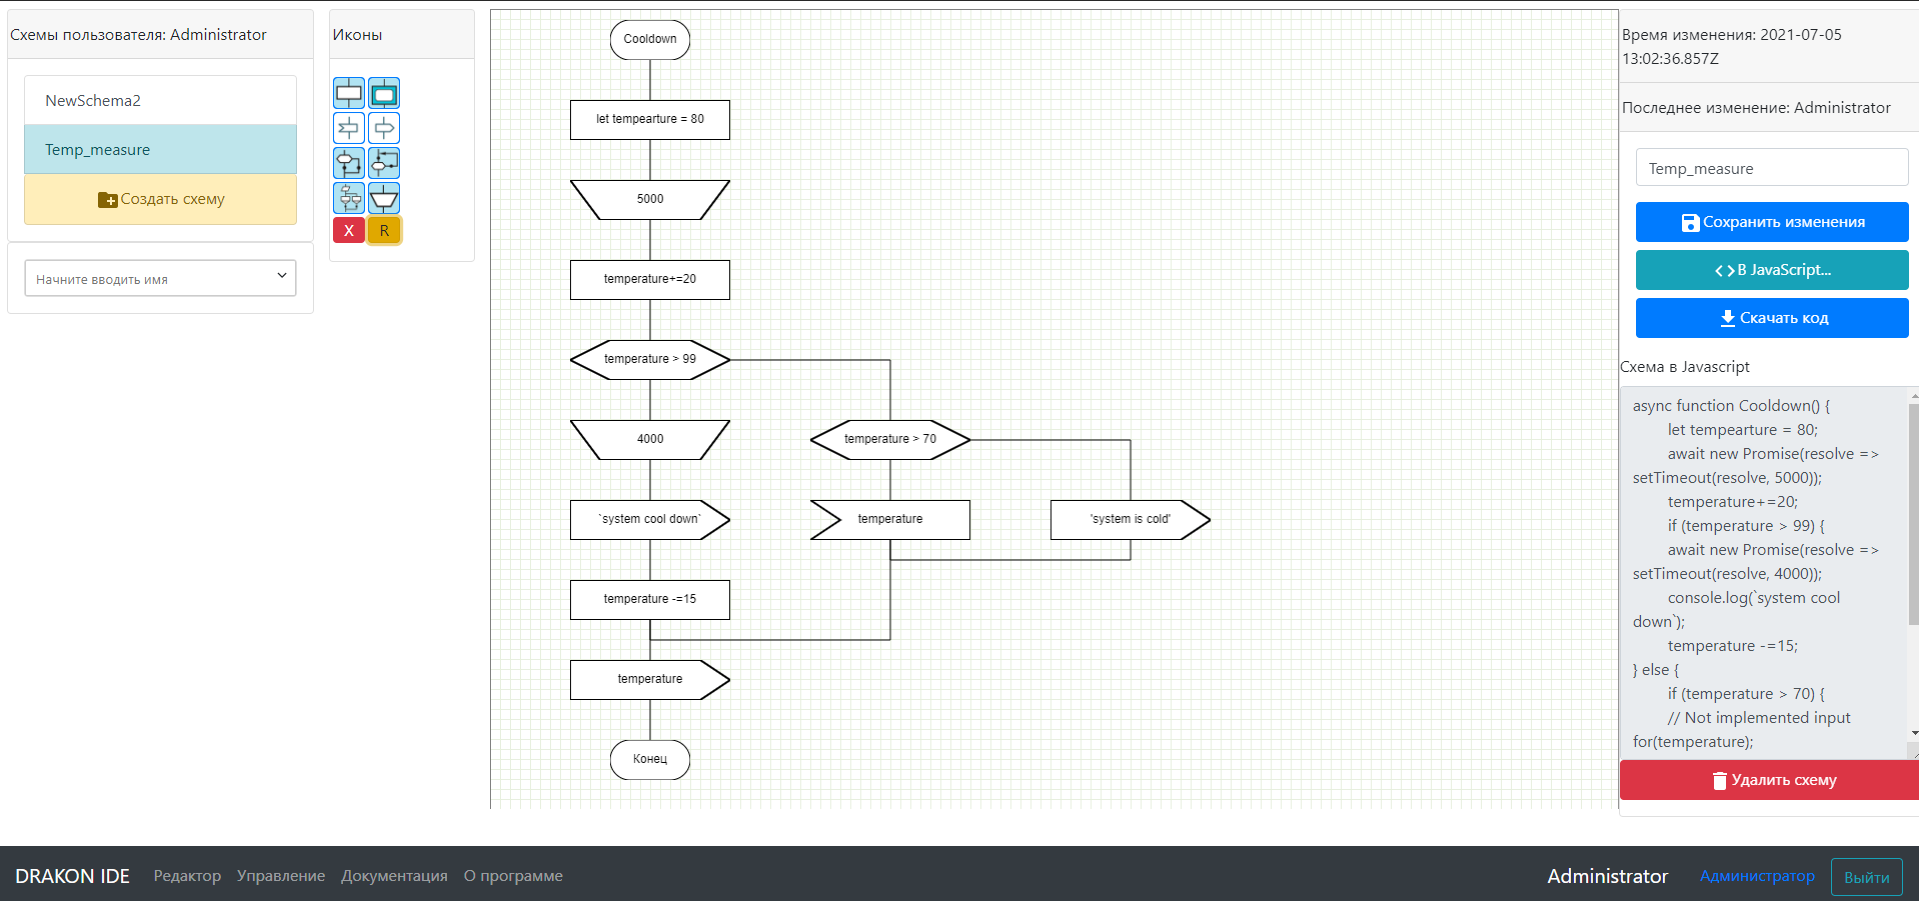 Схемы пользователя: Administrator
NewSchema2
Temp_measure
Создать схему
Начните вводить имя
Иконы
X
R
Cooldown
let tempearture = 80
5000
temperature+=20
temperature > 99
4000
temperature > 70
`system cool down`
temperature
'system is cold'
temperature -=15
temperature
Конец
Время изменения: 2021-07-05
13:02:36.857Z
Последнее изменение: Administrator
Temp_measure
Сохранить изменения
В JavaScript...
Скачать код
Схема в Javascript
async function Cooldown() {
let tempearture = 80;
await new Promise(resolve =>
setTimeout(resolve, 5000));
temperature+=20;
if (temperature > 99) {
await new Promise(resolve =>
setTimeout(resolve, 4000));
console.log(`system cool
down`);
temperature -=15;
} else {
if (temperature > 70) {
// Not implemented input
for(temperature);
Удалить схему
DRAKON IDE Редактор Управление Документация О программе Administrator Администратор Выйти